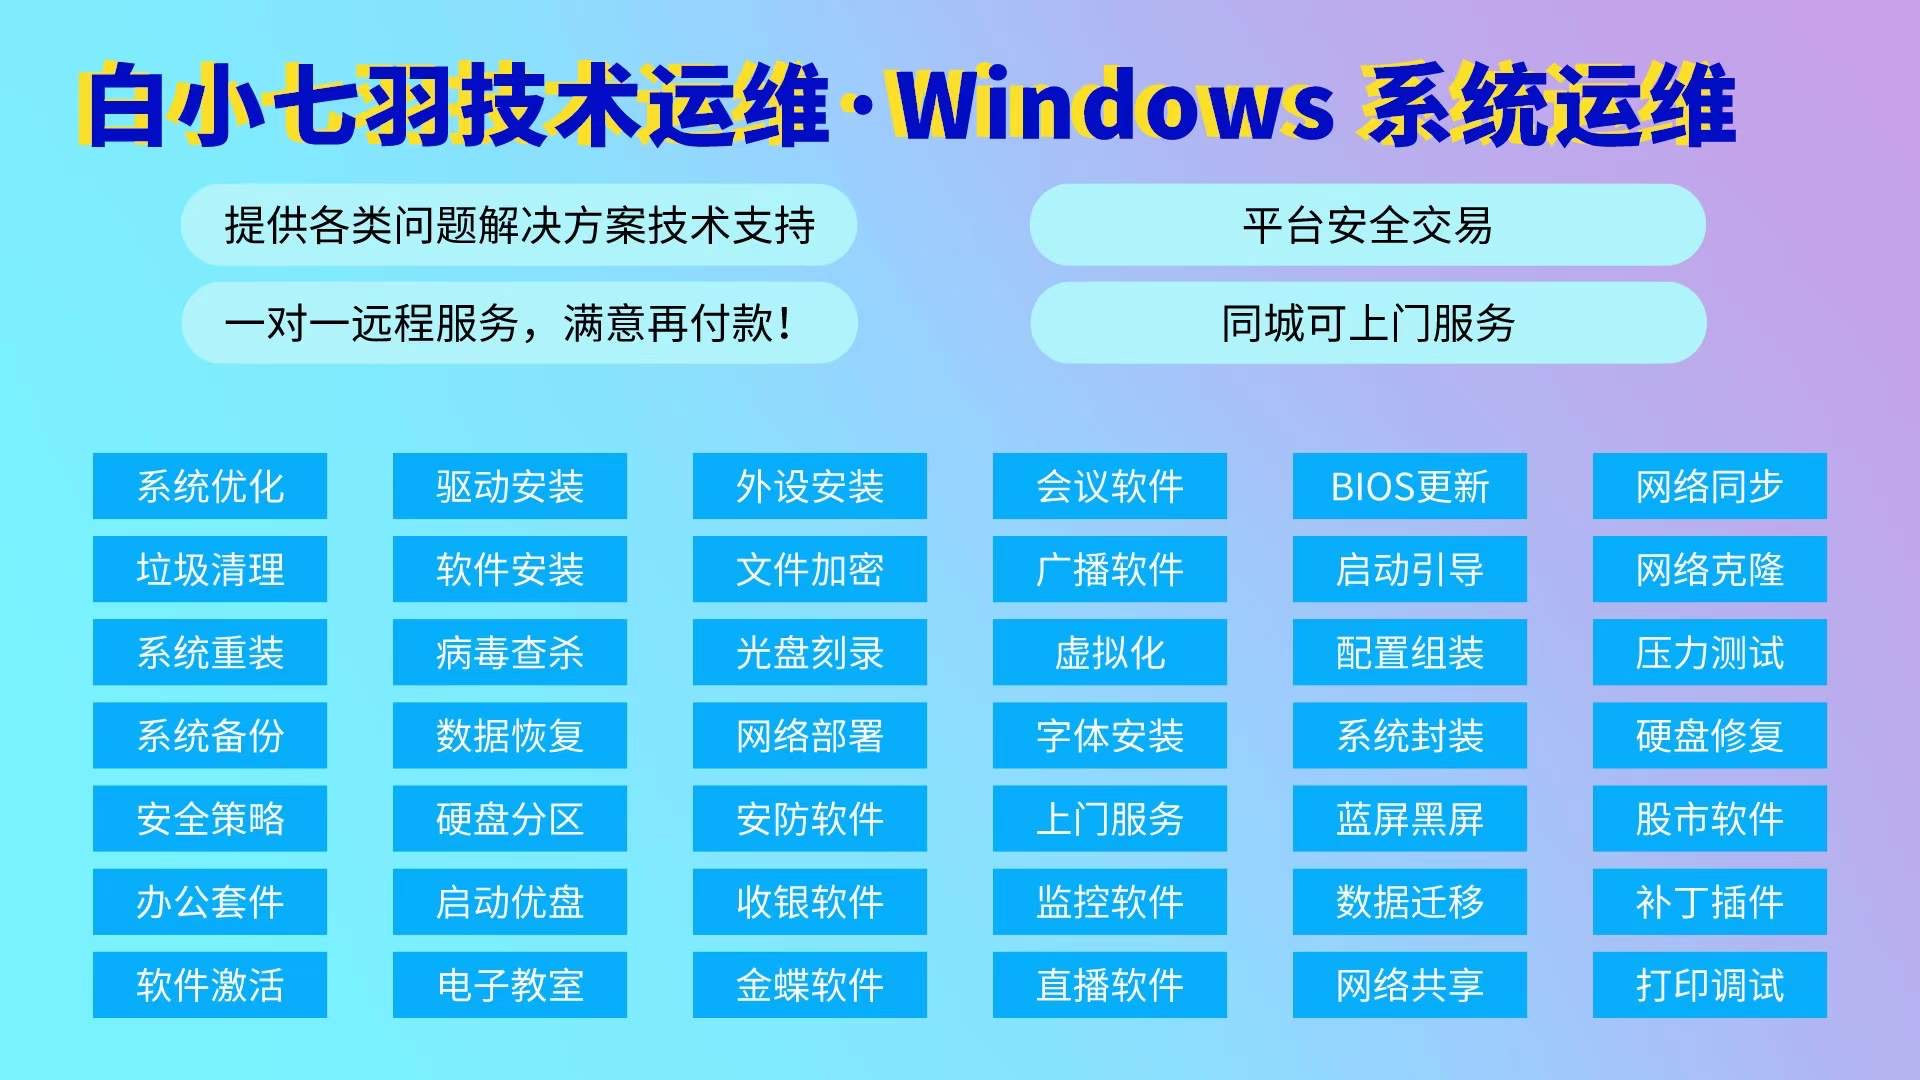 白小七羽技术运维·Windows 系统运维
提供各类问题解决方案技术支持
平台安全交易
一对一远程服务，满意再付款！
同城可上门服务
系统优化
驱动安装
外设安装
会议软件
BIOS更新
网络同步
垃圾清理
软件安装
文件加密
广播软件
启动引导
网络克隆
系统重装
病毒查杀
光盘刻录
虚拟化
配置组装
压力测试
系统备份
数据恢复
网络部署
字体安装
系统封装
硬盘修复
安全策略
硬盘分区
安防软件
上门服务
蓝屏黑屏
股市软件
办公套件
启动优盘
收银软件
监控软件
数据迁移
补丁插件
软件激活
电子教室
金蝶软件
直播软件
网络共享
打印调试